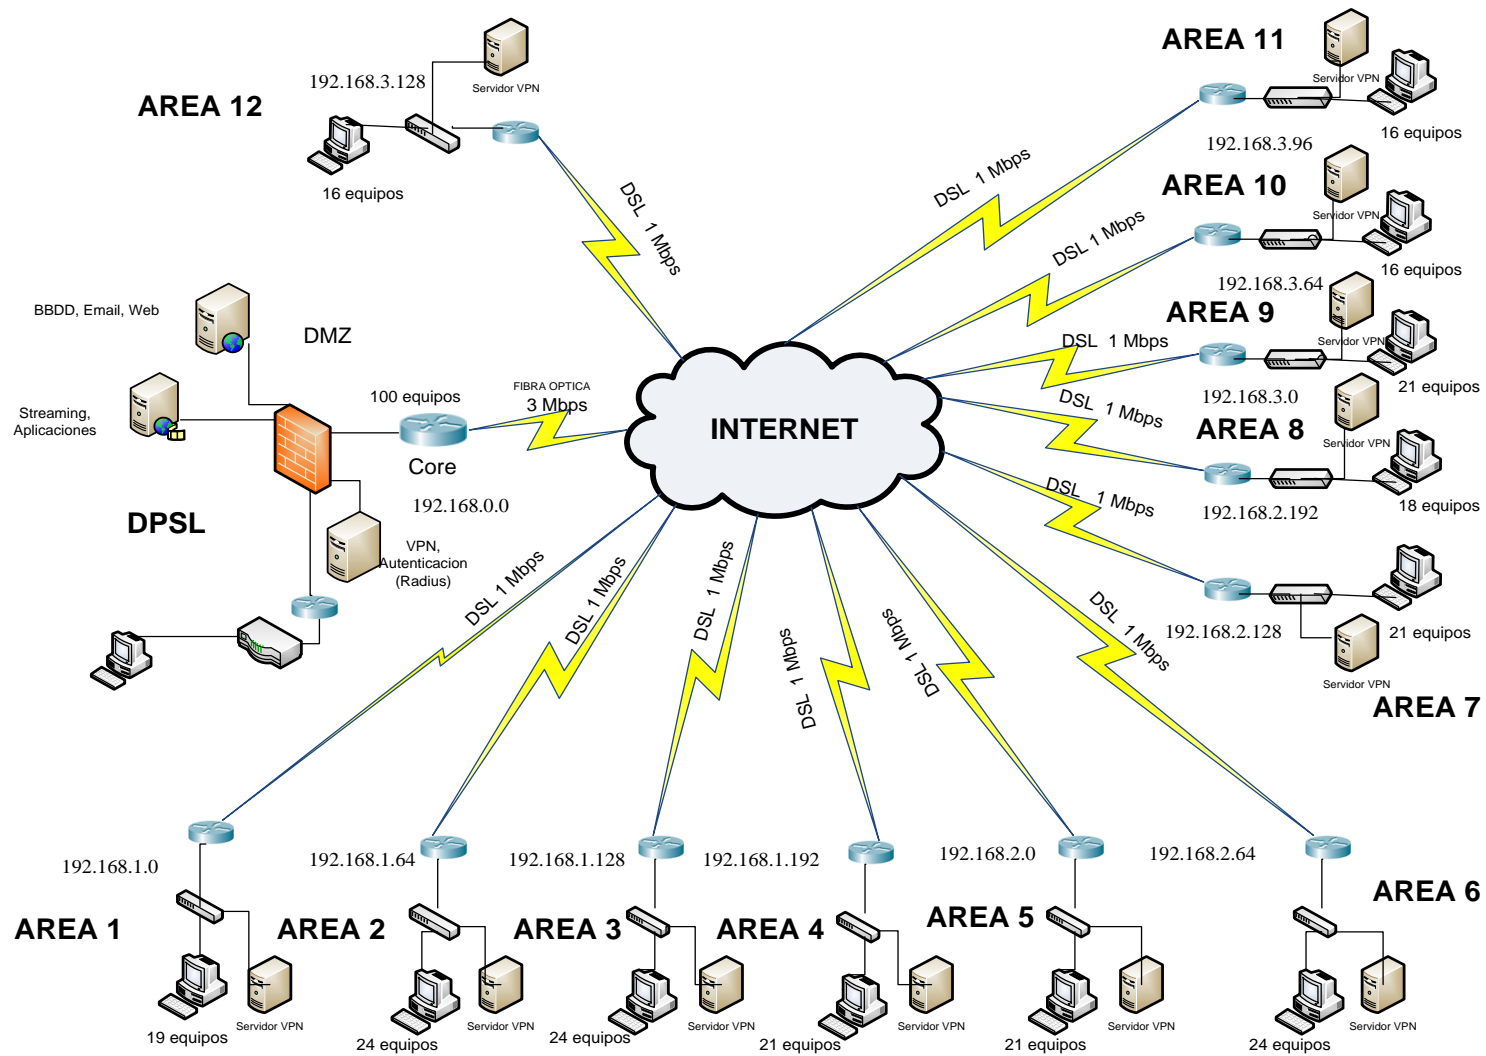 AREA 12
192.168.3.128
Servidor VPN
16 equipos
DSL 1 Mbps
AREA 11
Servidor VPN
16 equipos
192.168.3.96
DSL 1 Mbps
AREA 10
Servidor VPN
16 equipos
192.168.3.64
DSL 1 Mbps
AREA 9
Servidor VPN
21 equipos
192.168.3.0
DSL 1 Mbps
AREA 8
Servidor VPN
18 equipos
192.168.2.192
DSL 1 Mbps
192.168.2.128
21 equipos
Servidor VPN
AREA 7
DSL 1 Mbps
BBDD, Email, Web
DMZ
Streaming,
Aplicaciones
100 equipos
FIBRA OPTICA
3 Mbps
INTERNET
Core
192.168.0.0
DPSL
VPN,
Autenticacion
(Radius)
DSL 1 Mbps
DSL 1 Mbps
DSL 1 Mbps
DSL 1 Mbps
DSL 1 Mbps
DSL 1 Mbps
192.168.1.0
AREA 1
19 equipos
Servidor VPN
192.168.1.64
AREA 2
24 equipos
Servidor VPN
192.168.1.128
AREA 3
24 equipos
Servidor VPN
192.168.1.192
AREA 4
21 equipos
Servidor VPN
192.168.2.0
AREA 5
21 equipos
Servidor VPN
192.168.2.64
AREA 6
24 equipos
Servidor VPN